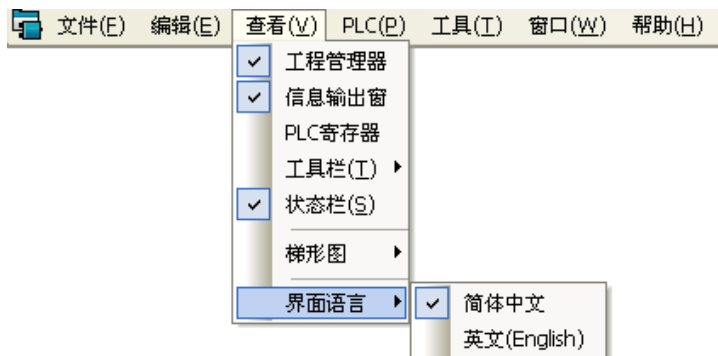 文件(F) 编辑(E) 查看(V) PLC(P) 工具(T) 窗口(W) 帮助(H)
工程管理器
信息输出窗
PLC寄存器
工具栏(T)
状态栏(S)
梯形图
界面语言
简体中文
英文(English)